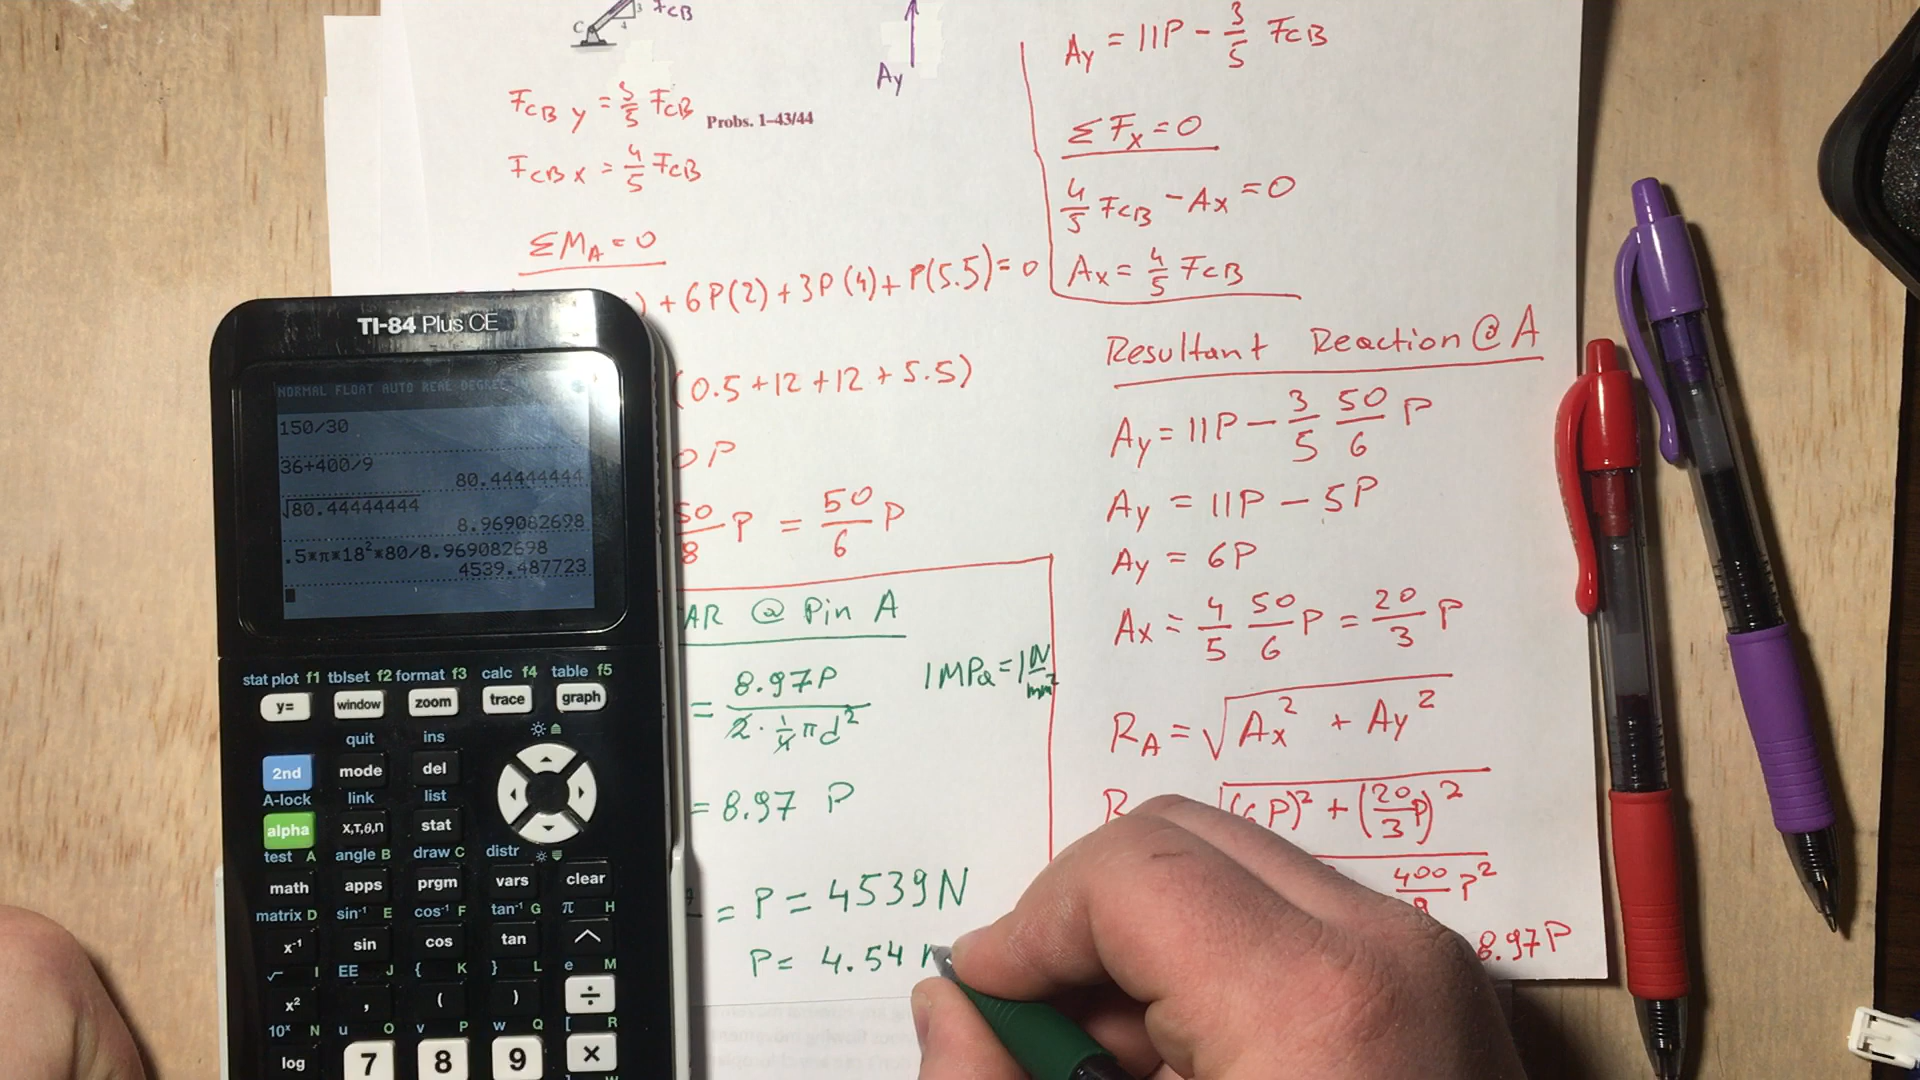 C 3 4 FCB
Ay
FCB y = 3/5 FCB
Probs. 1–43/44
FCB x = 4/5 FCB
ΣMA = 0
) + 6P(2) + 3P(4) + P(5.5) = 0
(0.5 + 12 + 12 + 5.5)
0P
50/8 P = 50/6 P
AR @ Pin A
= 8.97P / 2 · 1/4 πd²
1 MPa = 1 N/mm²
= 8.97 P
= P = 4539 N
P = 4.54
Ay = 11P - 3/5 FCB
ΣFx = 0
4/5 FCB - Ax = 0
Ax = 4/5 FCB
Resultant Reaction @ A
Ay = 11P - 3/5 50/6 P
Ay = 11P - 5P
Ay = 6P
Ax = 4/5 50/6 P = 20/3 P
RA = √Ax² + Ay²
R √(6P)² + (20/3 P)²
400/9 P²
8.97P
TI-84 Plus CE
NORMAL FLOAT AUTO REAL DEGREE
150/30
36+400/9
80.44444444
√80.44444444
8.969082698
.5*π*18²*80/8.969082698
4539.487723
stat plot f1 tblset f2 format f3 calc f4 table f5
y= window zoom trace graph
quit ins
2nd mode del
A-lock link list
alpha X,T,θ,n stat
test A angle B draw C distr
math apps prgm vars clear
matrix D sin⁻¹ E cos⁻¹ F tan⁻¹ G π H
x⁻¹ sin cos tan ^
√ I EE J { K } L e M
x² , ( ) ÷
10ˣ N u O v P w Q [ R
log 7 8 9 ×